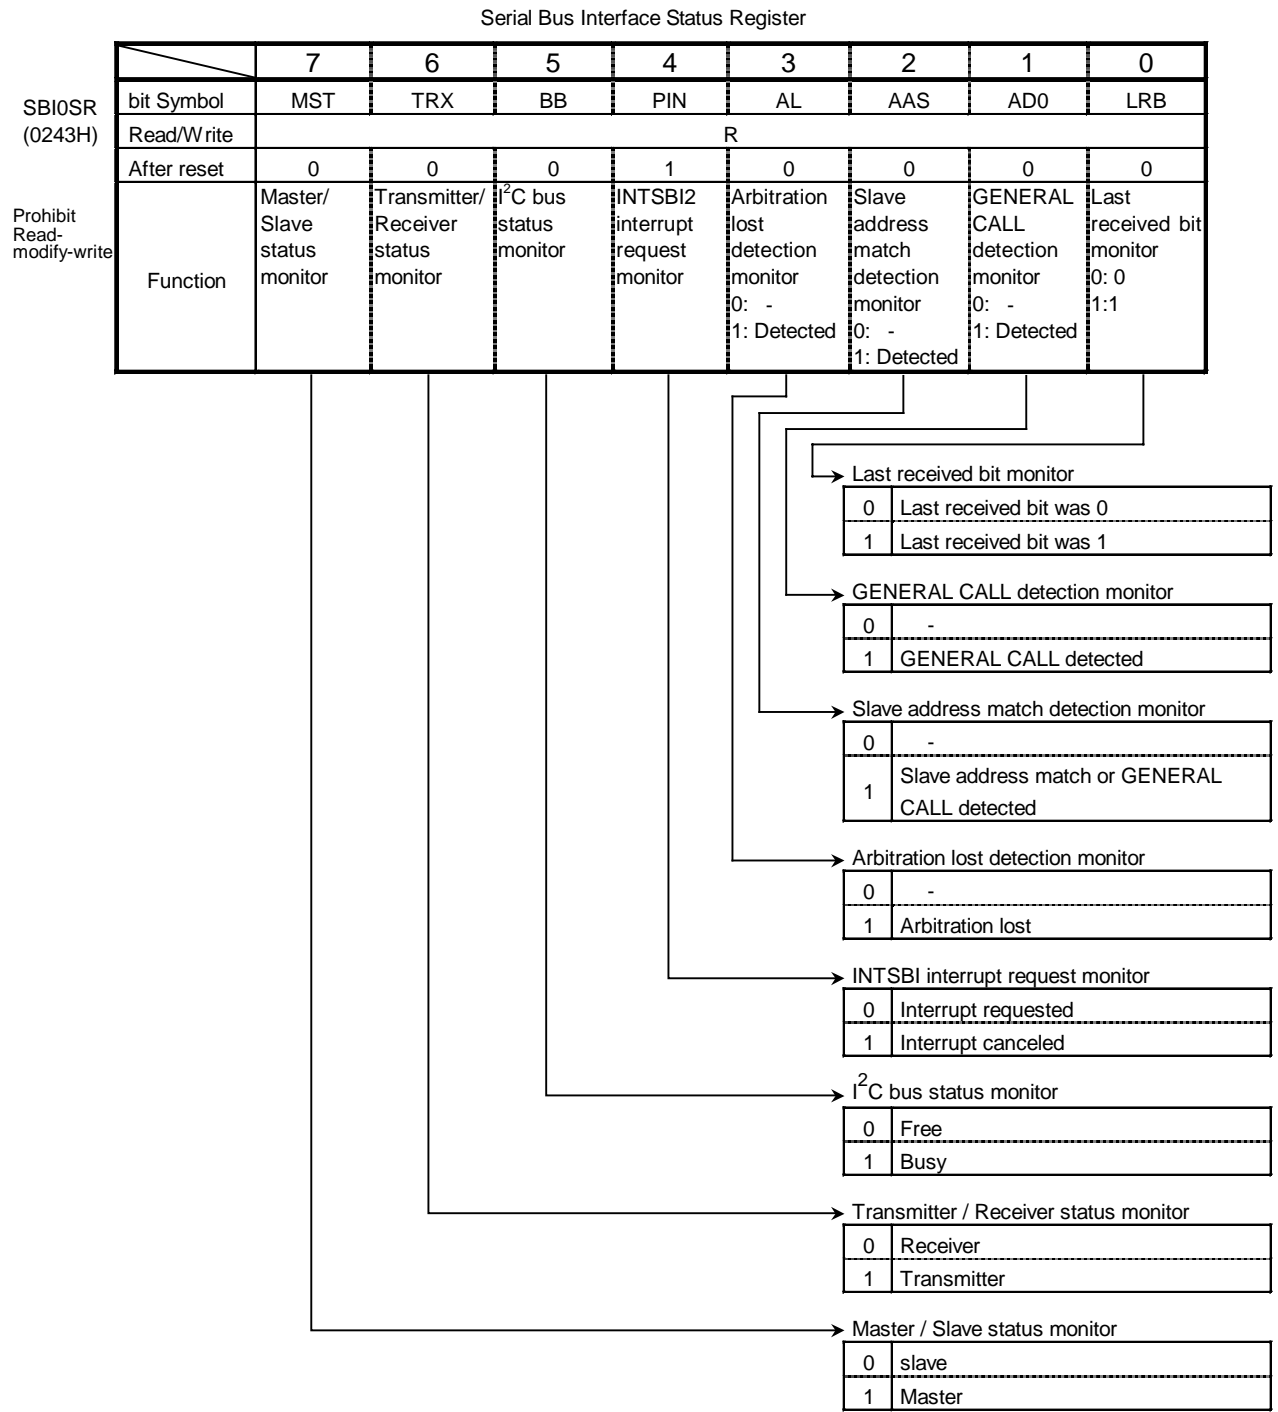 Serial Bus Interface Status Register
7 6 5 4 3 2 1 0
SBI0SR
(0243H)
bit Symbol MST TRX BB PIN AL AAS AD0 LRB
Read/Write R
After reset 0 0 0 1 0 0 0 0
Prohibit
Read-
modify-write
Function
Master/
Slave
status
monitor
Transmitter/
Receiver
status
monitor
I²C bus
status
monitor
INTSBI2
interrupt
request
monitor
Arbitration
lost
detection
monitor
0: -
1: Detected
Slave
address
match
detection
monitor
0: -
1: Detected
GENERAL
CALL
detection
monitor
0: -
1: Detected
Last
received bit
monitor
0: 0
1:1
Last received bit monitor
0 Last received bit was 0
1 Last received bit was 1
GENERAL CALL detection monitor
0 -
1 GENERAL CALL detected
Slave address match detection monitor
0 -
1 Slave address match or GENERAL
CALL detected
Arbitration lost detection monitor
0 -
1 Arbitration lost
INTSBI interrupt request monitor
0 Interrupt requested
1 Interrupt canceled
I²C bus status monitor
0 Free
1 Busy
Transmitter / Receiver status monitor
0 Receiver
1 Transmitter
Master / Slave status monitor
0 slave
1 Master